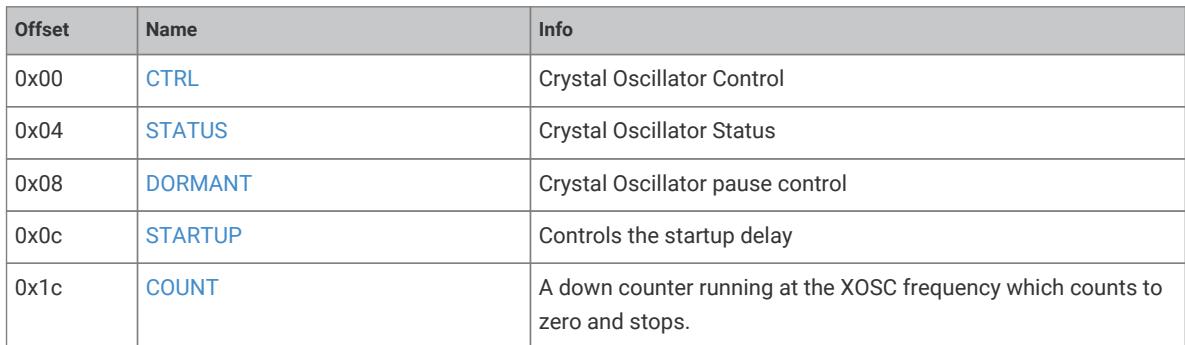 Offset Name Info
0x00 CTRL Crystal Oscillator Control
0x04 STATUS Crystal Oscillator Status
0x08 DORMANT Crystal Oscillator pause control
0x0c STARTUP Controls the startup delay
0x1c COUNT A down counter running at the XOSC frequency which counts to
zero and stops.